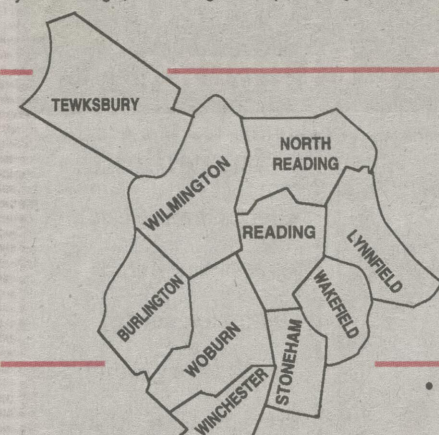 TEWKSBURY
NORTH
READING
WILMINGTON
READING
LYNNFIELD
BURLINGTON
WAKEFIELD
WOBURN
STONEHAM
WINCHESTER